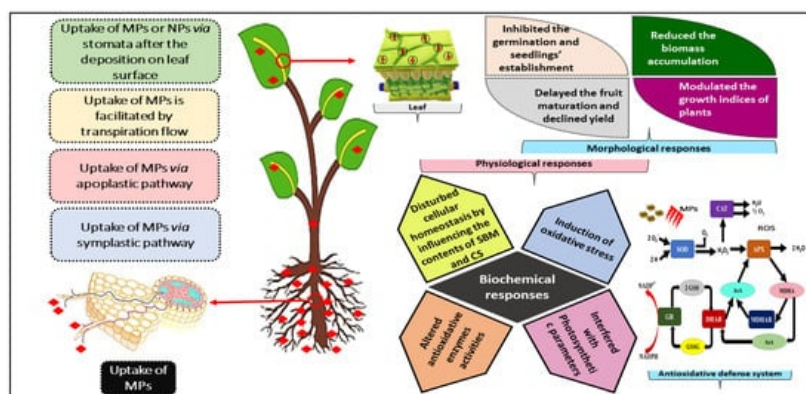 Uptake of MPs or NPs via
stomata after the
deposition on leaf
surface
Uptake of MPs is
facilitated by
transpiration flow
Uptake of MPs via
apoplastic pathway
Uptake of MPs via
symplastic pathway
Uptake of
MPs
Leaf
Inhibited the
germination and
seedlings'
establishment
Reduced the
biomass
accumulation
Delayed the fruit
maturation and
declined yield
Modulated the
growth indices of
plants
Morphological responses
Physiological responses
Disturbed
cellular
homeostasis by
influencing the
contents of SBM
and CS
Induction of
oxidative stress
Biochemical
responses
Altered
antioxidative
enzymes
activities
Interfered
with
Photosyntheti
c parameters
MPs
CAT
H₂O
ROS
SOD
H₂O₂
APX
2H₂O
AsA
MDHA
MDHAR
DHAR
2 GSH
GR
GSSG
NADP⁺
NADPH
Antioxidative defense system